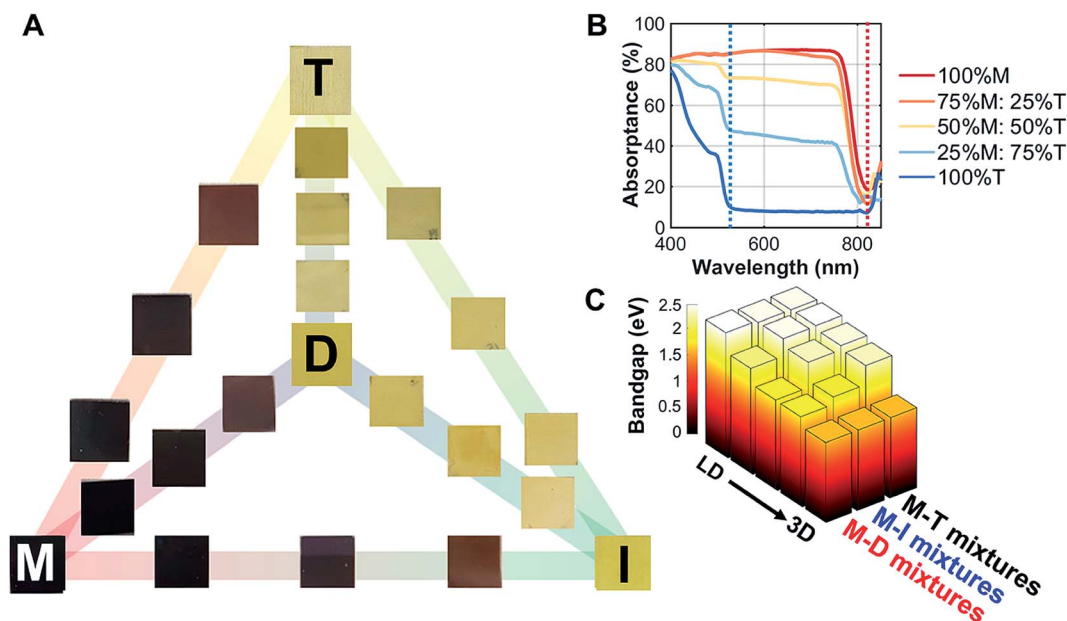 A
T
D
M
I
B
Absorptance (%)
100
80
60
40
20
0
400
600
800
Wavelength (nm)
100%M
75%M: 25%T
50%M: 50%T
25%M: 75%T
100%T
C
Bandgap (eV)
2.5
2
1.5
1
0.5
0
LD
3D
M-T mixtures
M-I mixtures
M-D mixtures